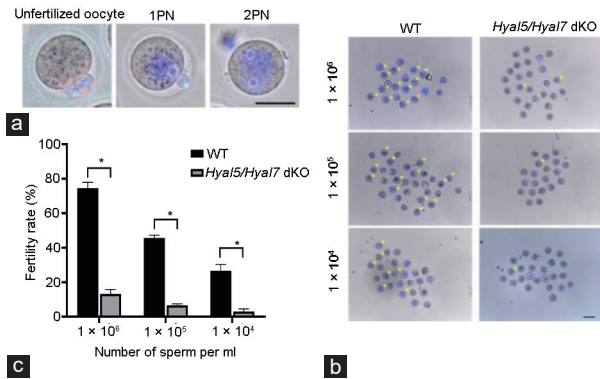 Unfertilized oocyte 1PN 2PN
a
WT Hyal5/Hyal7 dKO
1 × 10⁶
1 × 10⁵
1 × 10⁴
b
Fertility rate (%)
100
80
60
40
20
0
* * *
WT
Hyal5/Hyal7 dKO
1 × 10⁶ 1 × 10⁵ 1 × 10⁴
Number of sperm per ml
c